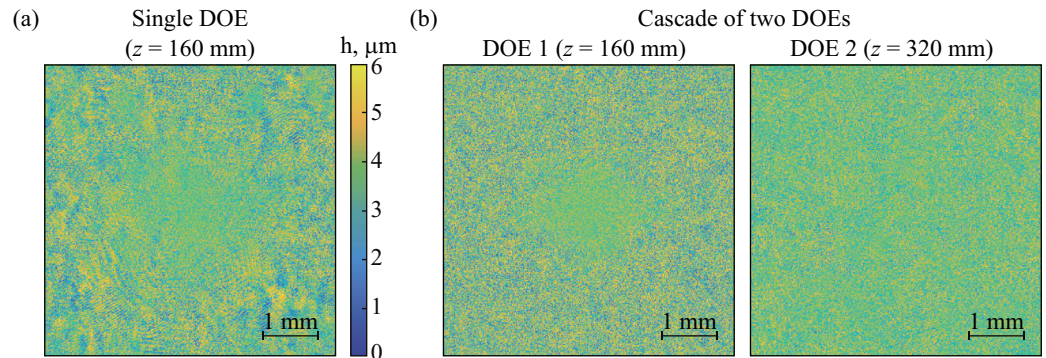 (a) Single DOE
(z = 160 mm)
h, μm
6
5
4
3
2
1
0
1 mm
(b) Cascade of two DOEs
DOE 1 (z = 160 mm) DOE 2 (z = 320 mm)
1 mm 1 mm